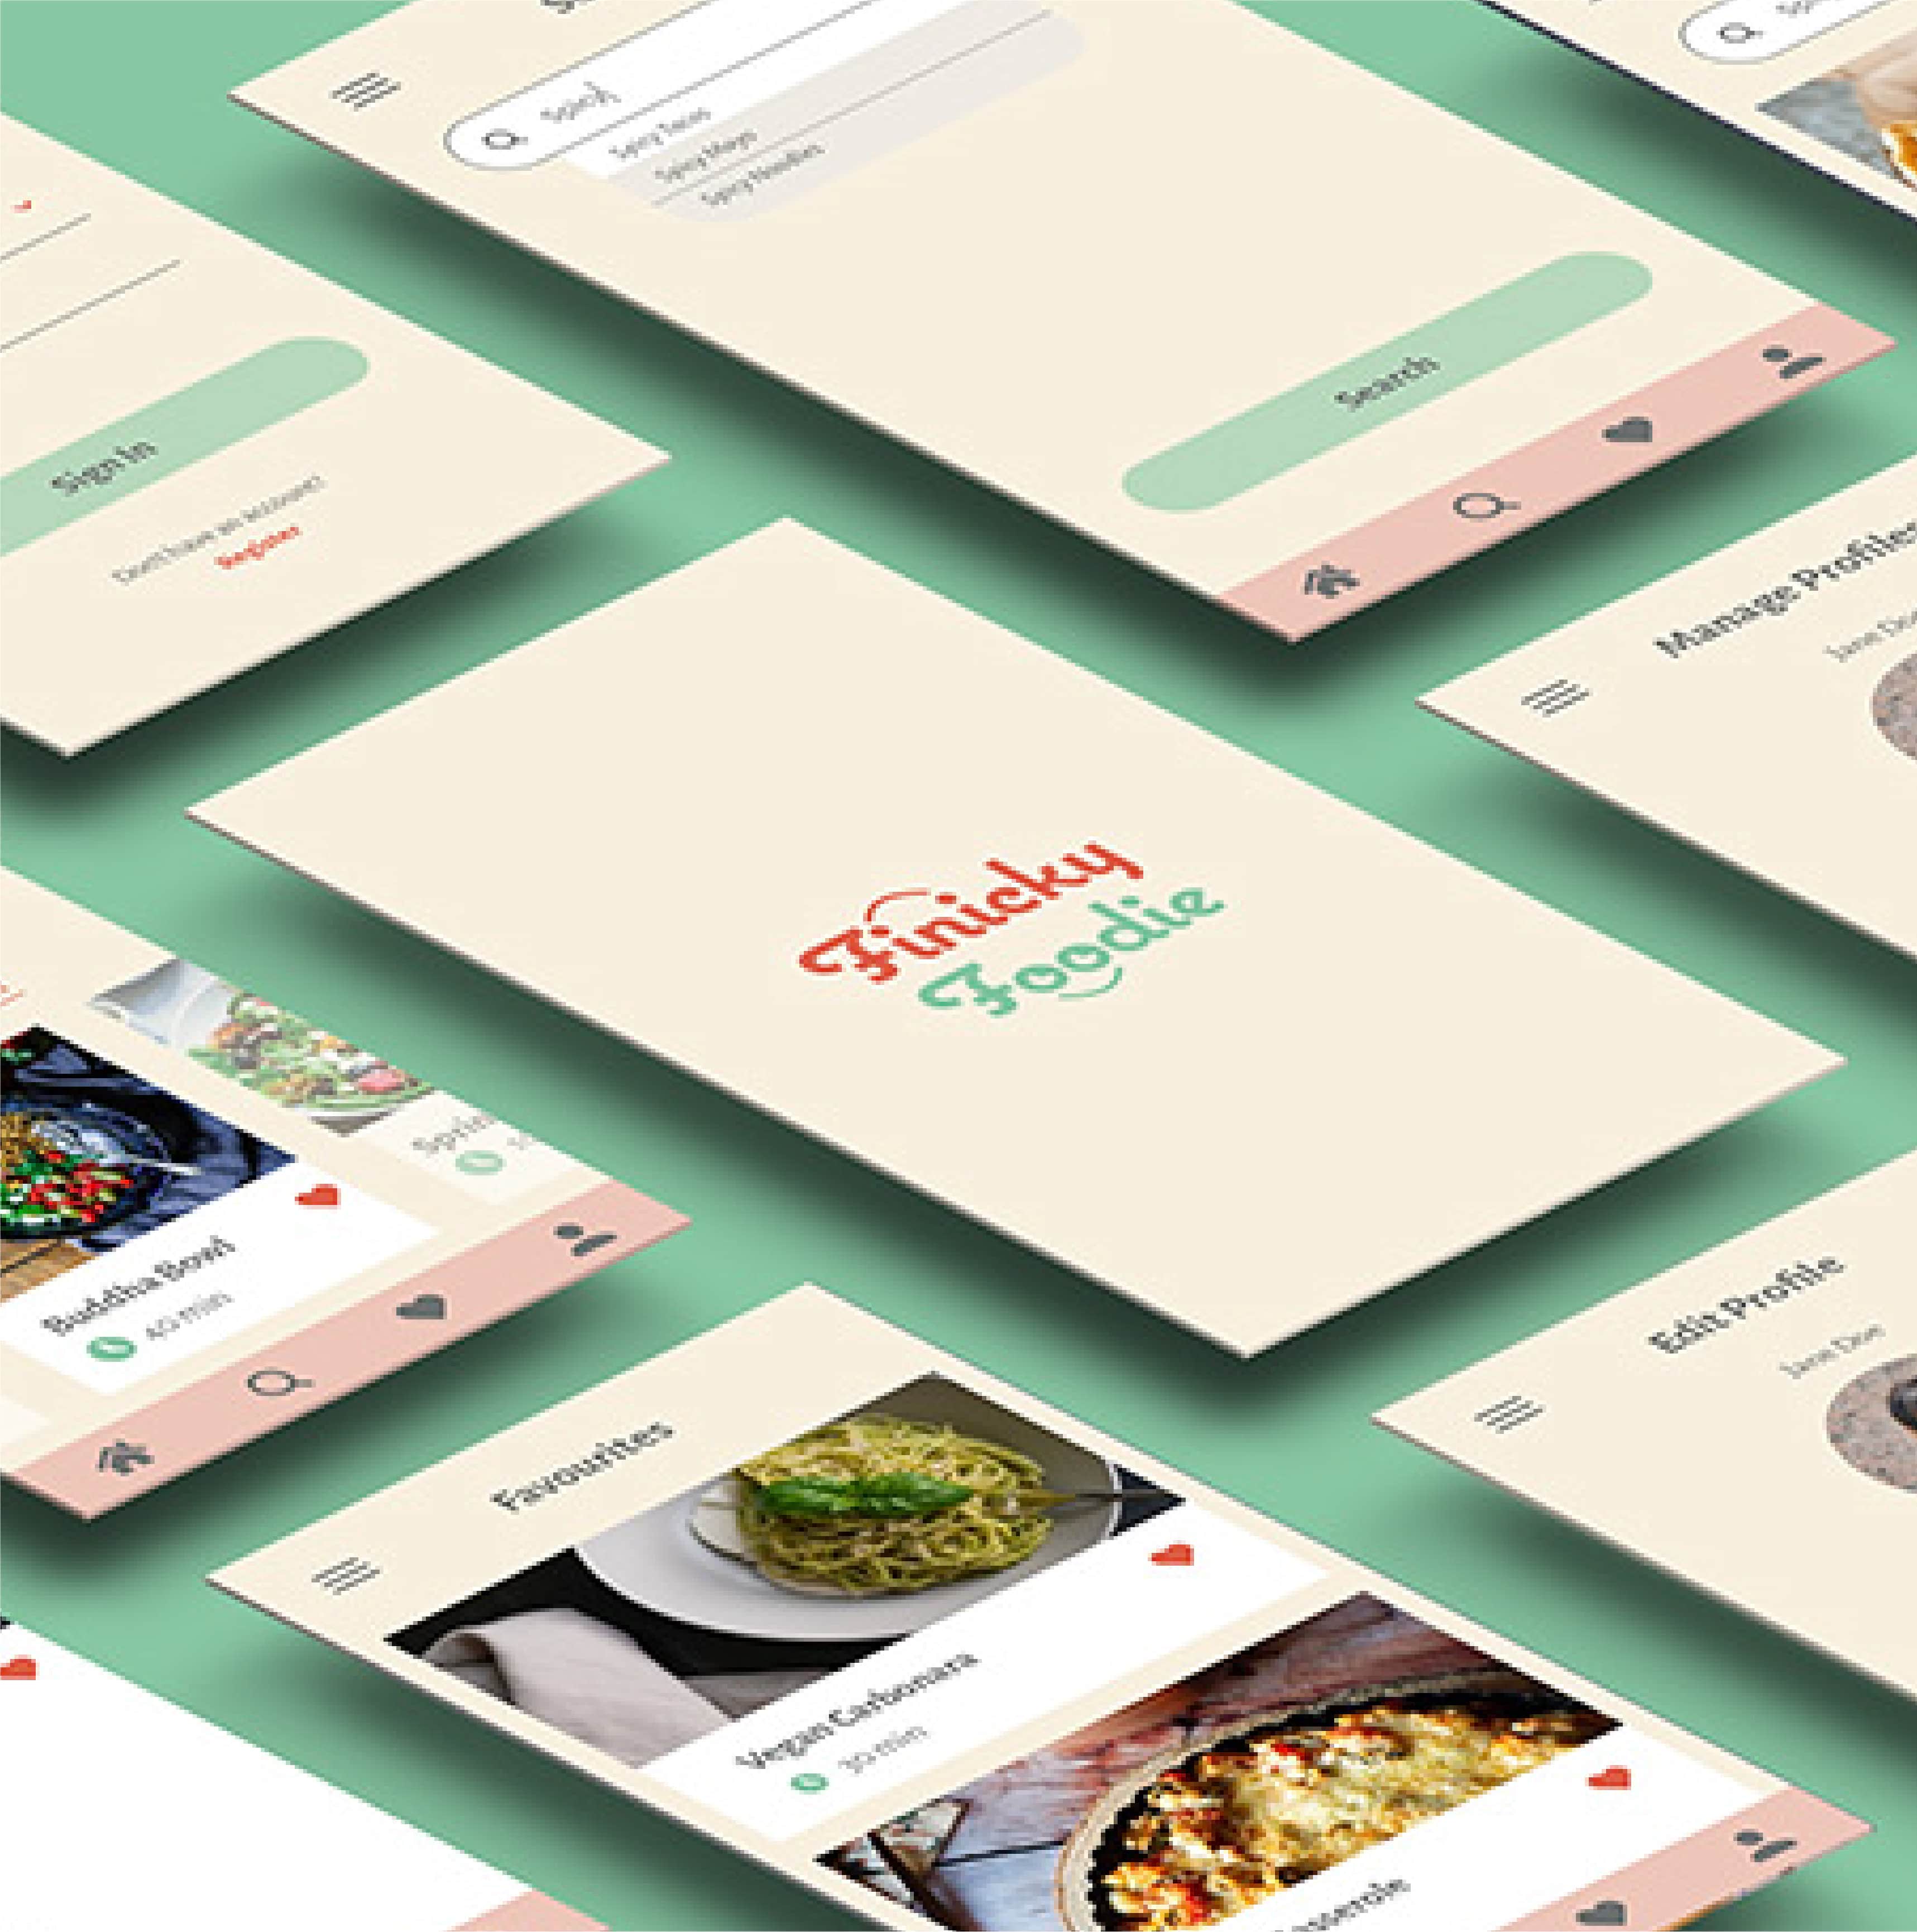 Spicy
Spicy Tacos
Spicy Mayo
Spicy Noodles
Search
Sign in
Don't have an account?
Register
Manage Profiles
Jane Doe
Finicky
Foodie
Buddha Bowl
40 min
Edit Profile
Jane Doe
Favourites
Vegan Carbonara
30 min